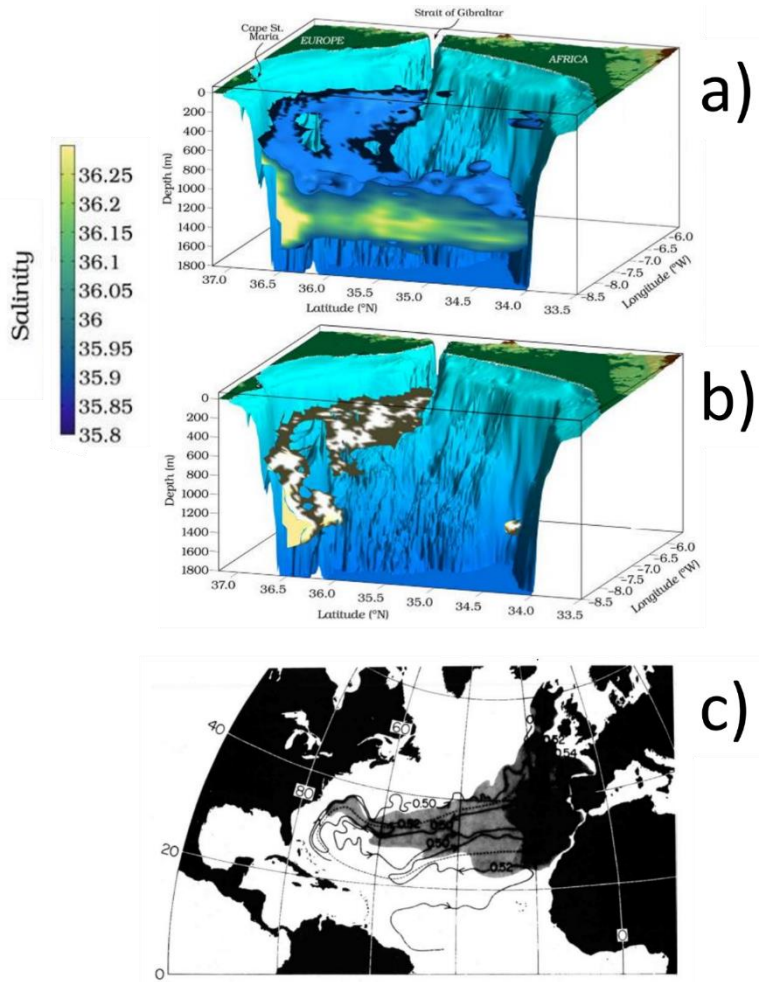 Strait of Gibraltar
Cape St.
Maria
EUROPE
AFRICA
a)
0
200
400
600
800
1000
1200
1400
1600
1800
Depth (m)
37.0 36.5 36.0 35.5 35.0 34.5 34.0 33.5
Latitude (°N)
-8.5 -8.0 -7.5 -7.0 -6.5 -6.0
Longitude (°W)
Salinity
36.25
36.2
36.15
36.1
36.05
36
35.95
35.9
35.85
35.8
b)
0
200
400
600
800
1000
1200
1400
1600
1800
Depth (m)
37.0 36.5 36.0 35.5 35.0 34.5 34.0 33.5
Latitude (°N)
-8.5 -8.0 -7.5 -7.0 -6.5 -6.0
Longitude (°W)
c)
40
60
80
20
0
0
0.52
0.54
0.50
0.52
0.50
0.52